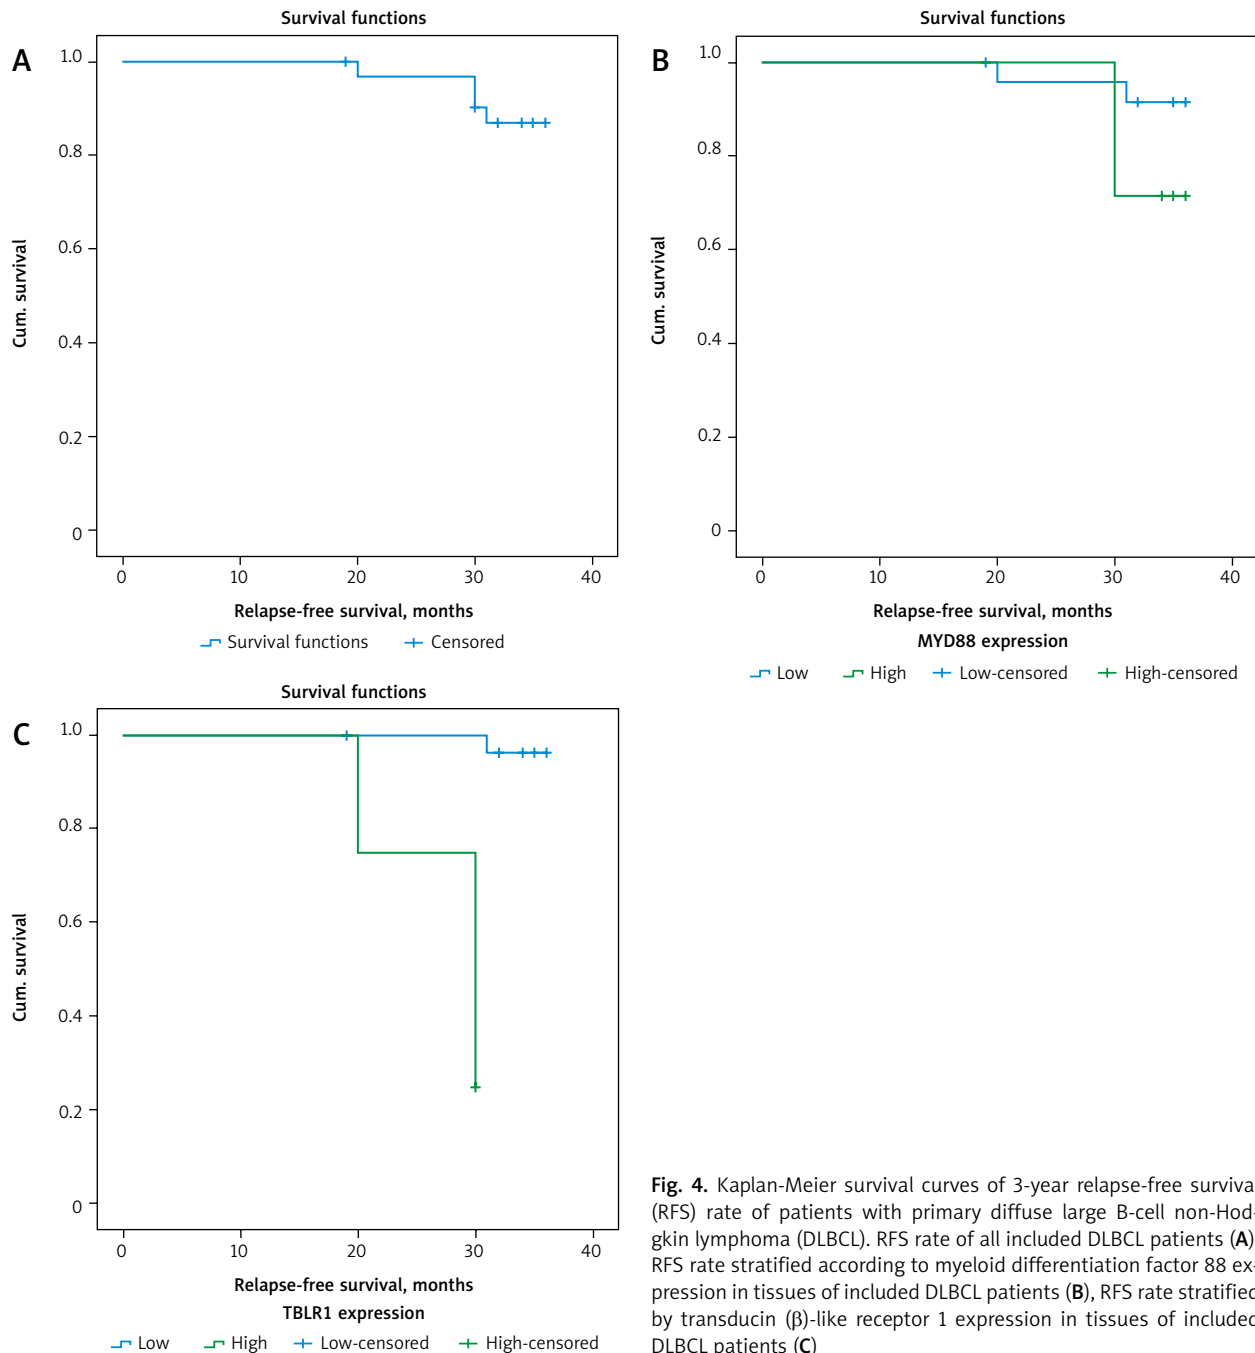 Survival functions
A
1.0
0.8
0.6
0.4
0.2
0
Cum. survival
0 10 20 30 40
Relapse-free survival, months
Survival functions Censored
Survival functions
B
1.0
0.8
0.6
0.4
0.2
0
Cum. survival
0 10 20 30 40
Relapse-free survival, months
MYD88 expression
Low High Low-censored High-censored
Survival functions
C
1.0
0.8
0.6
0.4
0.2
0
Cum. survival
0 10 20 30 40
Relapse-free survival, months
TBLR1 expression
Low High Low-censored High-censored
Fig. 4. Kaplan-Meier survival curves of 3-year relapse-free surviva
(RFS) rate of patients with primary diffuse large B-cell non-Hod-
gkin lymphoma (DLBCL). RFS rate of all included DLBCL patients (A)
RFS rate stratified according to myeloid differentiation factor 88 ex-
pression in tissues of included DLBCL patients (B), RFS rate stratified
by transducin (β)-like receptor 1 expression in tissues of included
DLBCL patients (C)